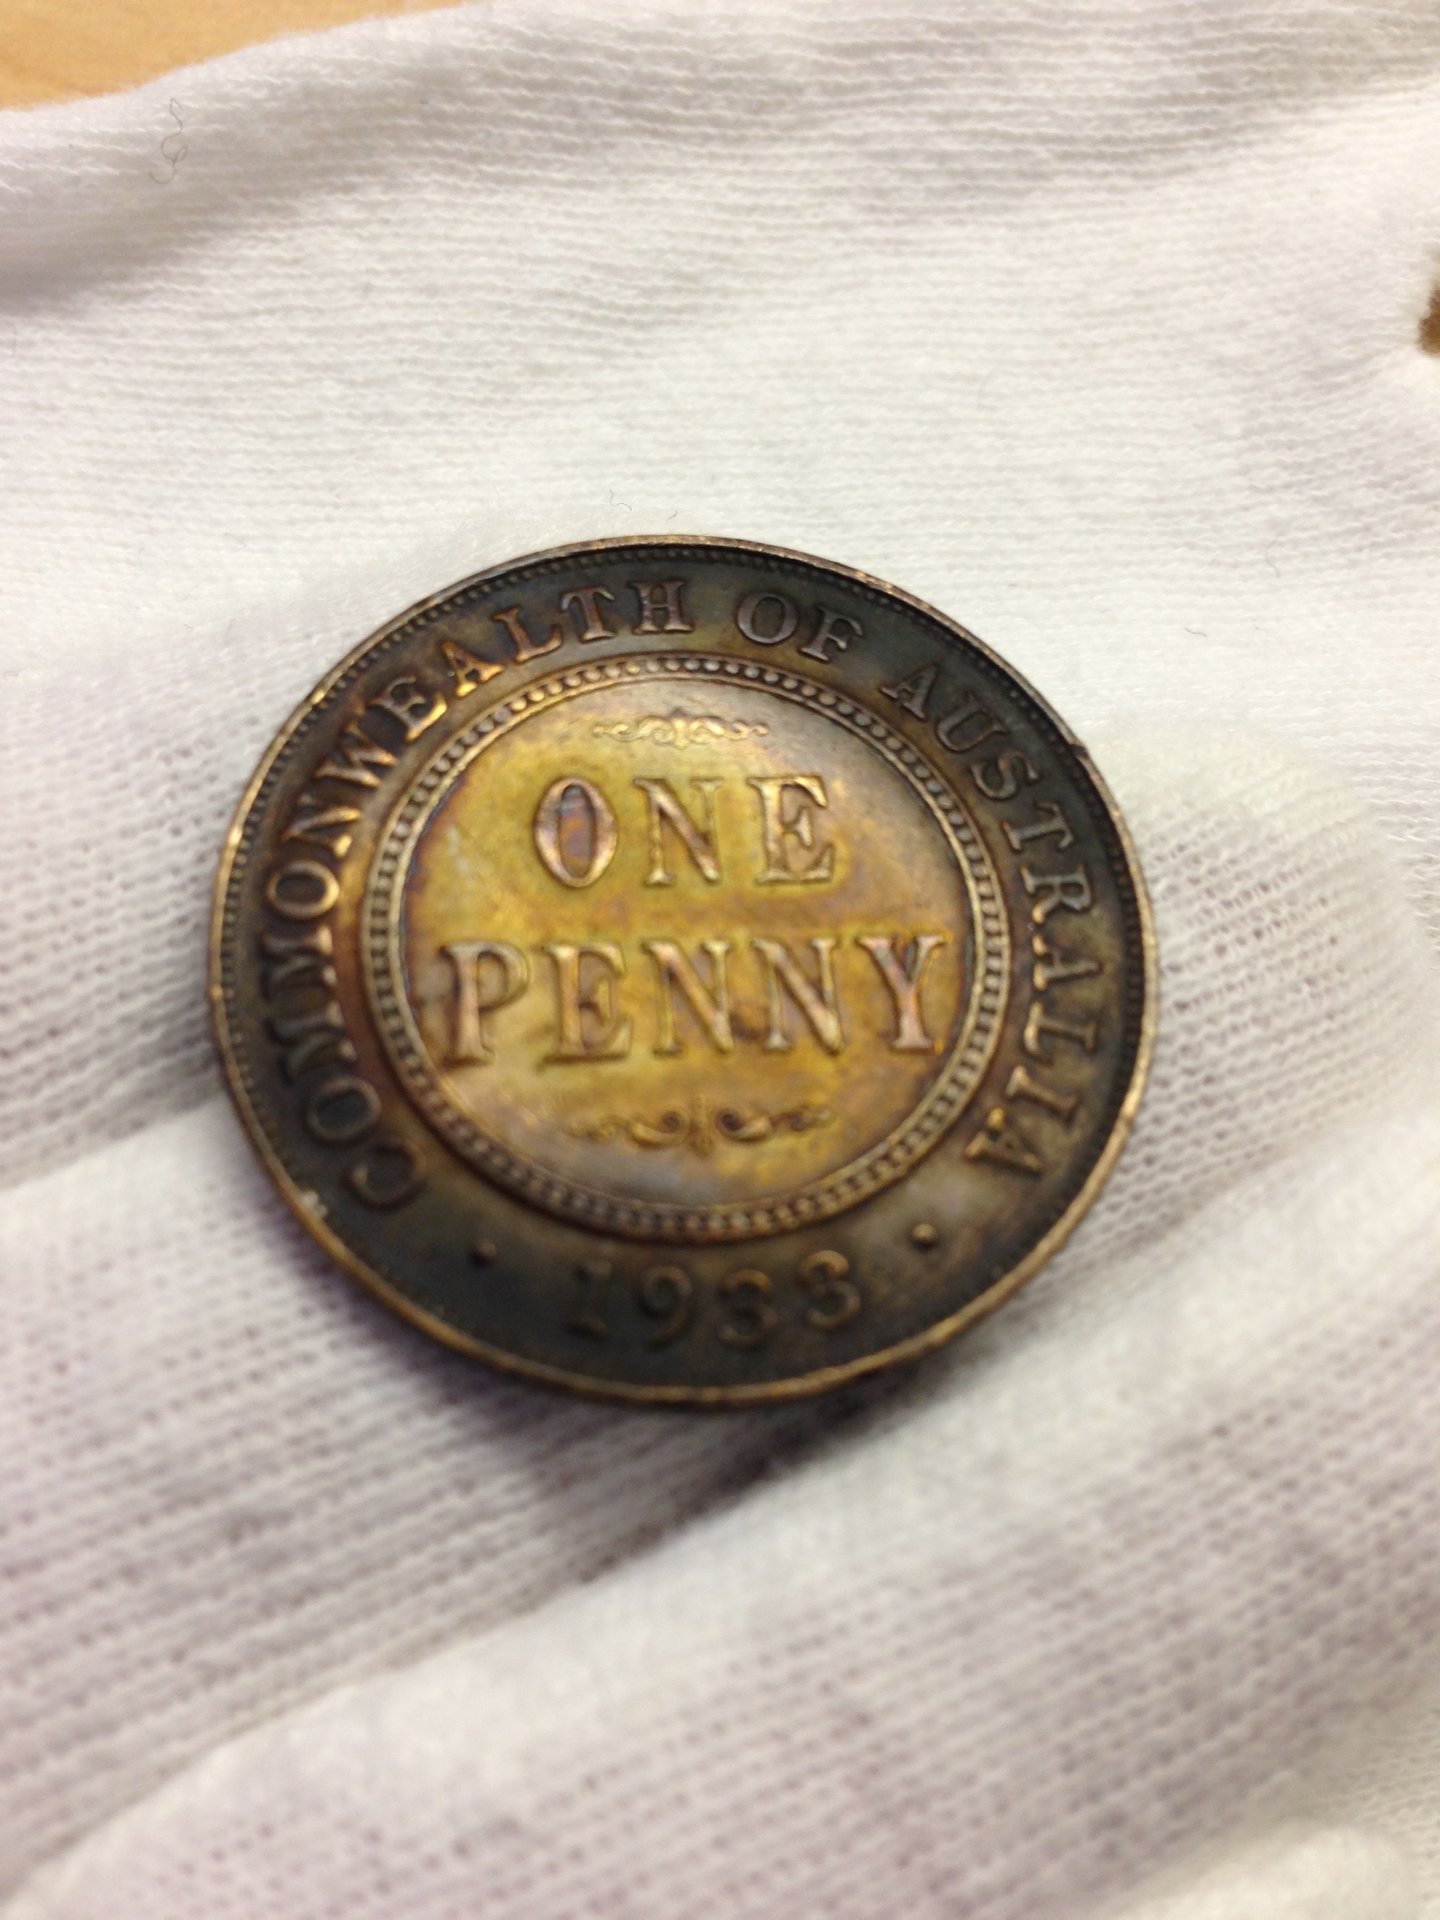 COMMONWEALTH OF AUSTRALIA
ONE
PENNY
· 1933 ·